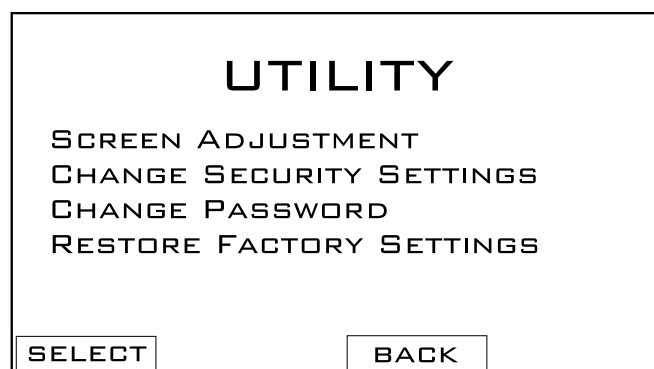 UTILITY
SCREEN ADJUSTMENT
CHANGE SECURITY SETTINGS
CHANGE PASSWORD
RESTORE FACTORY SETTINGS
SELECT BACK